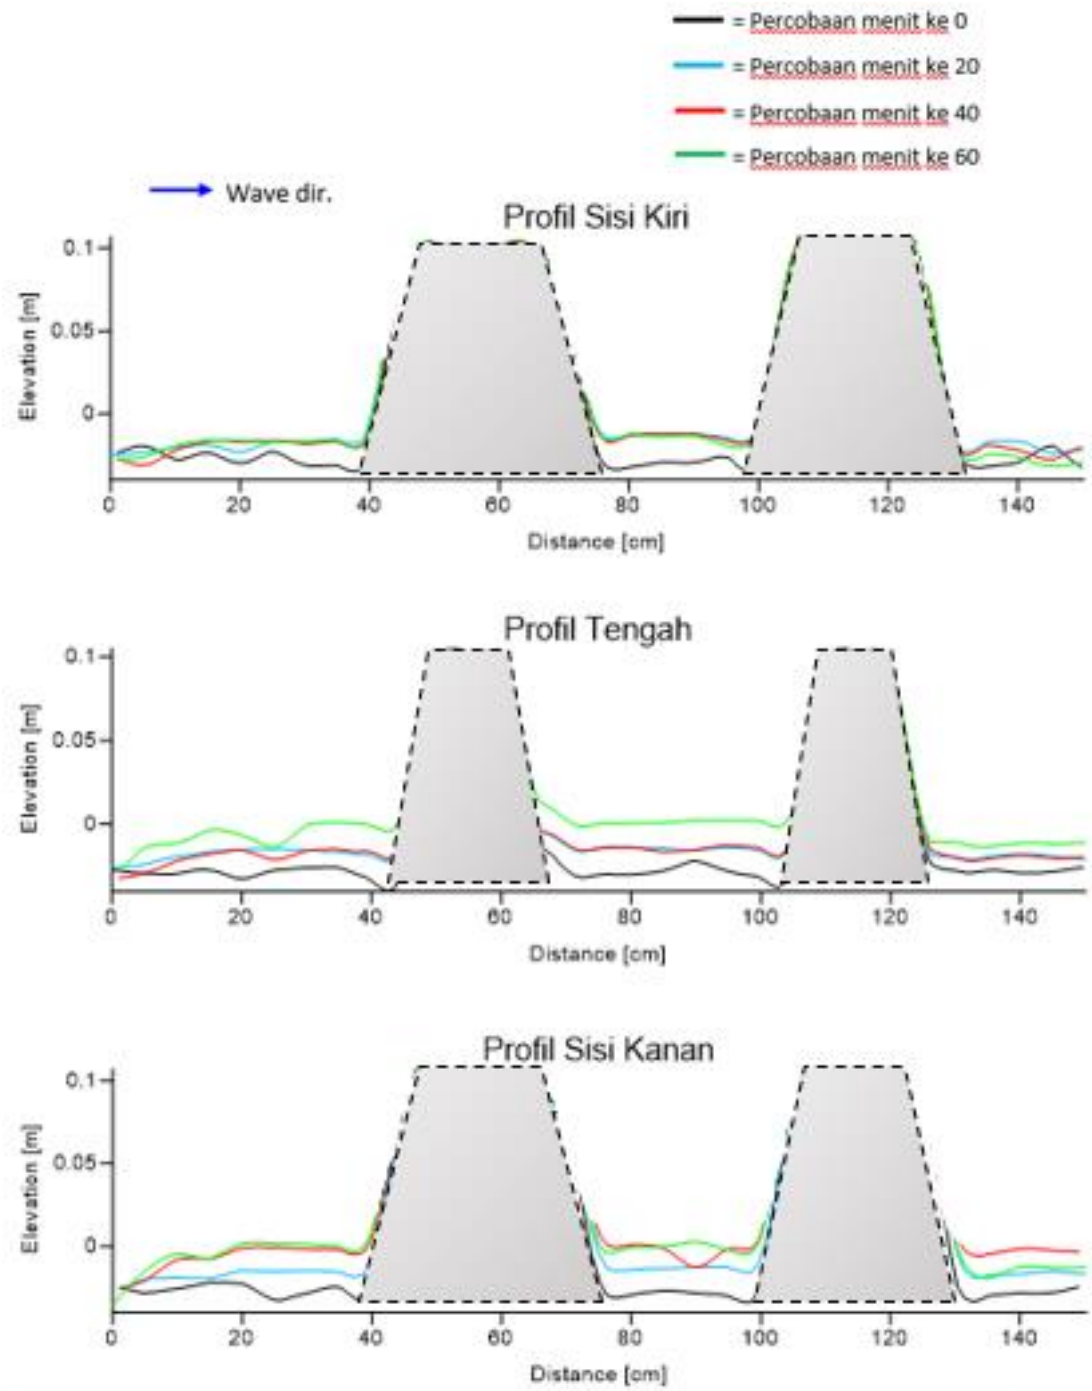 = Percobaan menit ke 0
= Percobaan menit ke 20
= Percobaan menit ke 40
= Percobaan menit ke 60
Wave dir.
Profil Sisi Kiri
Elevation [m]
0.1
0.05
0
0 20 40 60 80 100 120 140
Distance [cm]
Profil Tengah
Elevation [m]
0.1
0.05
0
0 20 40 60 80 100 120 140
Distance [cm]
Profil Sisi Kanan
Elevation [m]
0.1
0.05
0
0 20 40 60 80 100 120 140
Distance [cm]